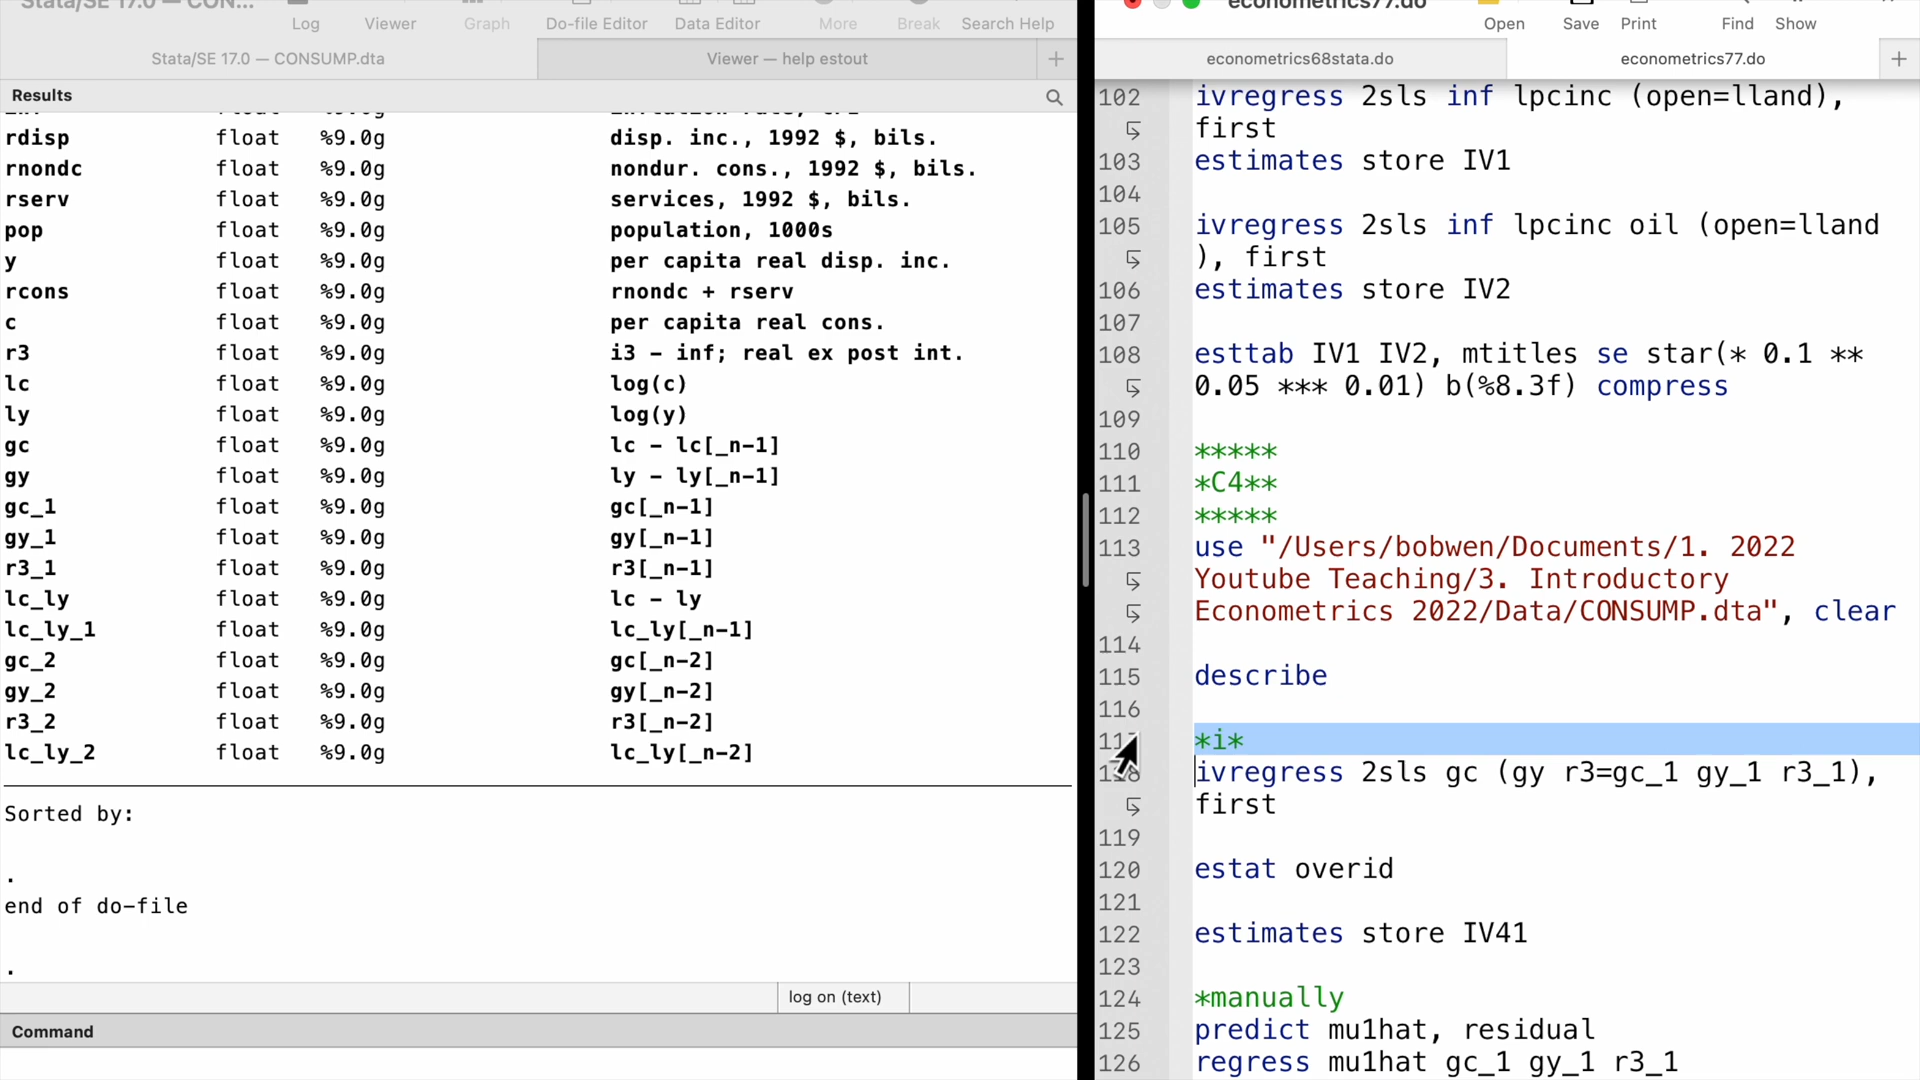 Stata/SE 17.0 — CON...
Log Viewer Graph Do-file Editor Data Editor More Break Search Help
Stata/SE 17.0 — CONSUMP.dta
Viewer — help estout
+
Results
rdisp float %9.0g disp. inc., 1992 $, bils.
rnondc float %9.0g nondur. cons., 1992 $, bils.
rserv float %9.0g services, 1992 $, bils.
pop float %9.0g population, 1000s
y float %9.0g per capita real disp. inc.
rcons float %9.0g rnondc + rserv
c float %9.0g per capita real cons.
r3 float %9.0g i3 - inf; real ex post int.
lc float %9.0g log(c)
ly float %9.0g log(y)
gc float %9.0g lc - lc[_n-1]
gy float %9.0g ly - ly[_n-1]
gc_1 float %9.0g gc[_n-1]
gy_1 float %9.0g gy[_n-1]
r3_1 float %9.0g r3[_n-1]
lc_ly float %9.0g lc - ly
lc_ly_1 float %9.0g lc_ly[_n-1]
gc_2 float %9.0g gc[_n-2]
gy_2 float %9.0g gy[_n-2]
r3_2 float %9.0g r3[_n-2]
lc_ly_2 float %9.0g lc_ly[_n-2]
Sorted by:
.
end of do-file
.
log on (text)
Command
econometrics77.do
Open Save Print Find Show
econometrics68stata.do
econometrics77.do
+
102 ivregress 2sls inf lpcinc (open=lland),
first
103 estimates store IV1
104
105 ivregress 2sls inf lpcinc oil (open=lland
), first
106 estimates store IV2
107
108 esttab IV1 IV2, mtitles se star(* 0.1 **
0.05 *** 0.01) b(%8.3f) compress
109
110 *****
111 *C4**
112 *****
113 use "/Users/bobwen/Documents/1. 2022
Youtube Teaching/3. Introductory
Econometrics 2022/Data/CONSUMP.dta", clear
114
115 describe
116
*i*
ivregress 2sls gc (gy r3=gc_1 gy_1 r3_1),
first
119
120 estat overid
121
122 estimates store IV41
123
124 *manually
125 predict mu1hat, residual
126 regress mu1hat gc_1 gy_1 r3_1